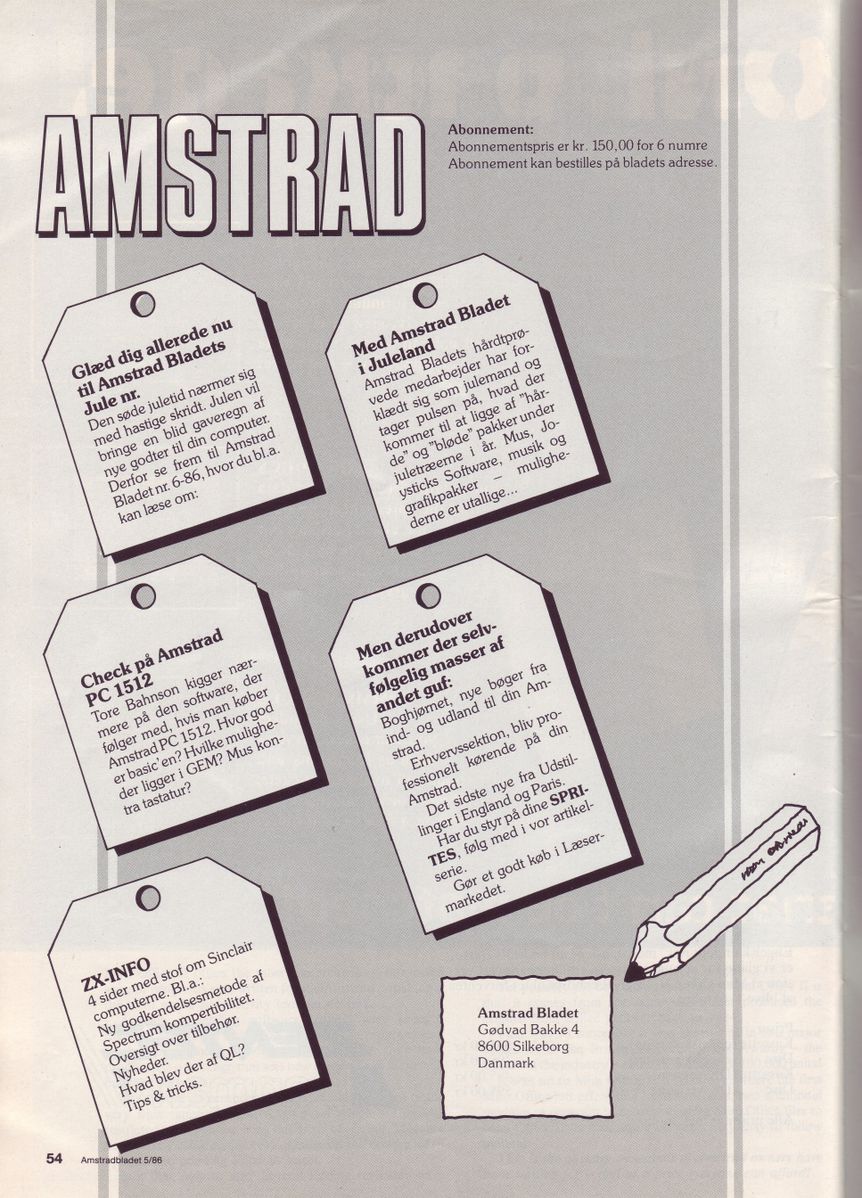 AMSTRAD
Abonnement:
Abonnementspris er kr. 150,00 for 6 numre
Abonnement kan bestilles på bladets adresse.
Glæd dig allerede nu
til Amstrad Bladets
Jule nr.
Den søde juletid nærmer sig
med hastige skridt. Julen vil
bringe en blid gaveregn af
nye godter til din computer.
Derfor se frem til Amstrad
Bladet nr. 6-86, hvor du bl.a.
kan læse om:
Med Amstrad Bladet
i Juleland
Amstrad Bladets hårdtprø-
vede medarbejder har for-
klædt sig som julemand og
tager pulsen på, hvad der
kommer til at ligge af "hår-
de" og "bløde" pakker under
juletræerne i år. Mus, Jo-
ysticks Software, musik og
grafikpakker – mulighe-
derne er utallige...
Check på Amstrad
PC 1512
Tore Bahnson kigger nær-
mere på den software, der
følger med, hvis man køber
Amstrad PC 1512. Hvor god
er basic'en? Hvilke mulighe-
der ligger i GEM? Mus kon-
tra tastatur?
Men derudover
kommer der selv-
følgelig masser af
andet guf:
Boghjørnet, nye bøger fra
ind- og udland til din Am-
strad.
Erhvervssektion, bliv pro-
fessionelt kørende på din
Amstrad.
Det sidste nye fra Udstil-
linger i England og Paris.
Har du styr på dine SPRI-
TES, følg med i vor artikel-
serie.
Gør et godt køb i Læser-
markedet.
ZX-INFO
4 sider med stof om Sinclair
computerne. Bl.a.:
Ny godkendelsesmetode af
Spectrum kompertibilitet.
Oversigt over tilbehør.
Nyheder.
Hvad blev der af QL?
Tips & tricks.
Amstrad Bladet
Gødvad Bakke 4
8600 Silkeborg
Danmark
54 Amstradbladet 5/86